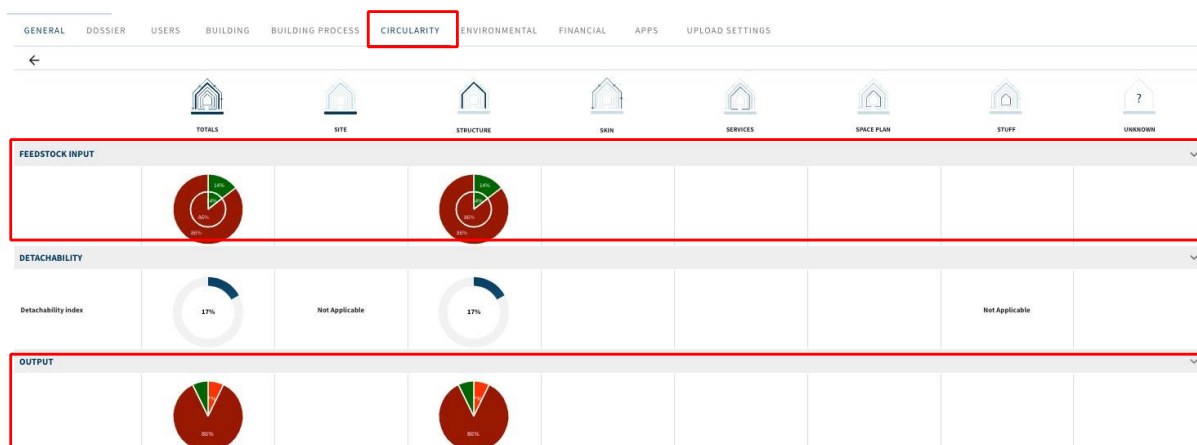 GENERAL DOSSIER USERS BUILDING BUILDING PROCESS CIRCULARITY ENVIRONMENTAL FINANCIAL APPS UPLOAD SETTINGS
?
TOTALS SITE STRUCTURE SKIN SERVICES SPACE PLAN STUFF UNKNOWN
FEEDSTOCK INPUT
14% 14%
86% 86%
86% 86%
DETACHABILITY
Detachability index 17% Not Applicable 17% Not Applicable
OUTPUT
86% 86%